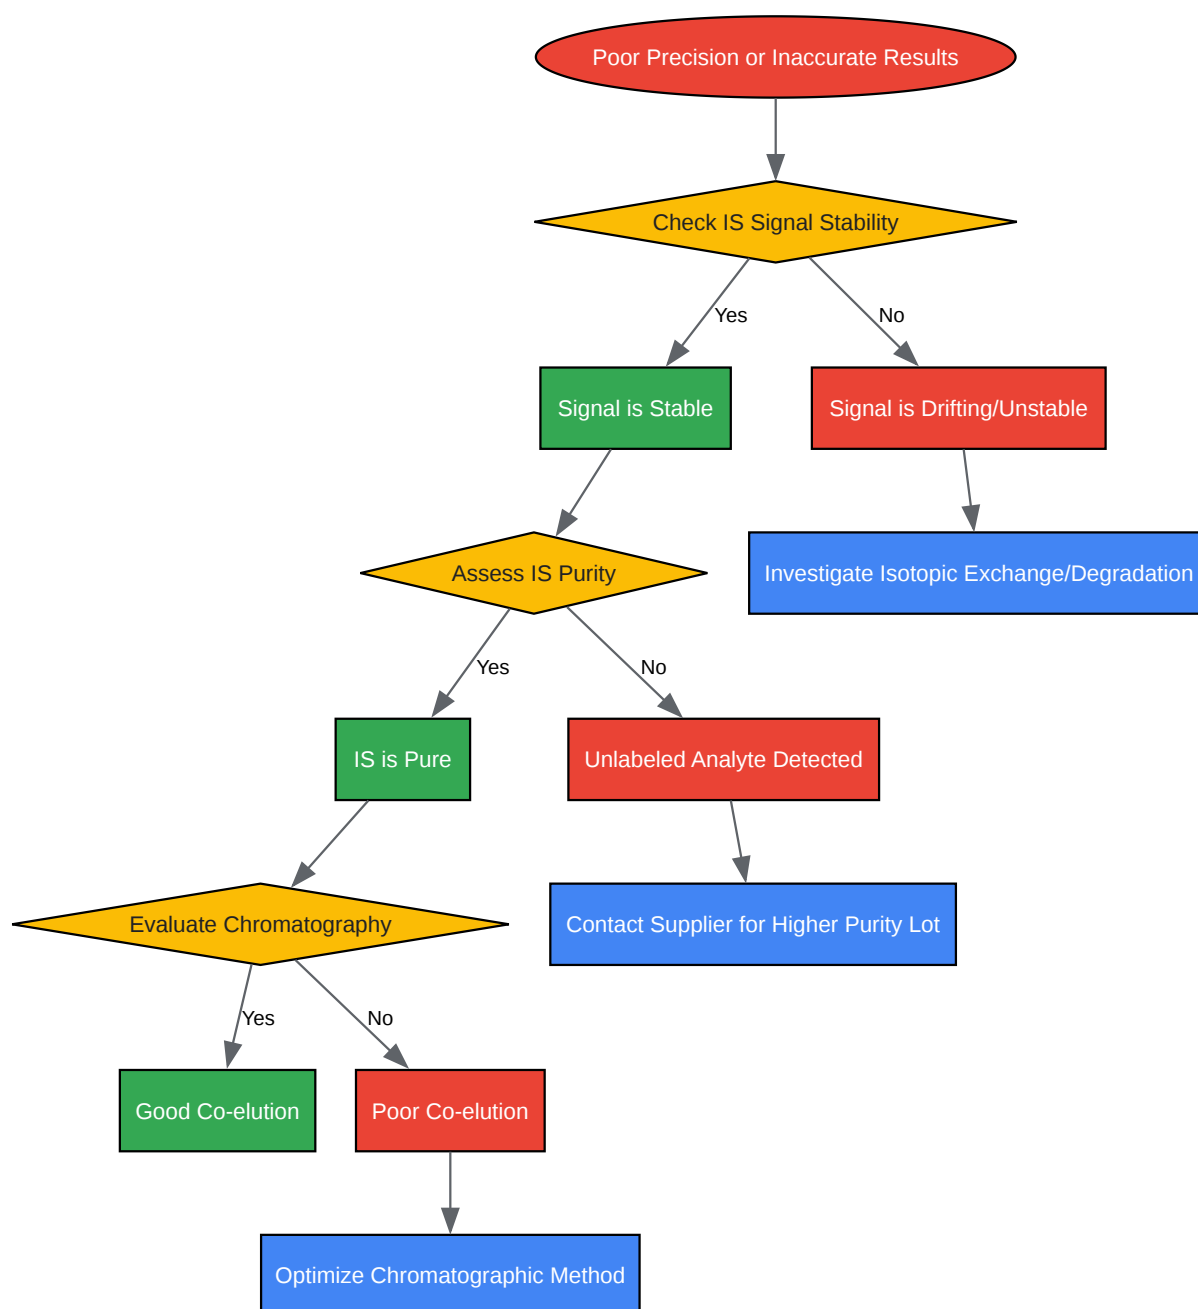 Poor Precision or Inaccurate Results
Check IS Signal Stability
Yes
No
Signal is Stable
Signal is Drifting/Unstable
Assess IS Purity
Investigate Isotopic Exchange/Degradation
Yes
No
IS is Pure
Unlabeled Analyte Detected
Evaluate Chromatography
Contact Supplier for Higher Purity Lot
Yes
No
Good Co-elution
Poor Co-elution
Optimize Chromatographic Method